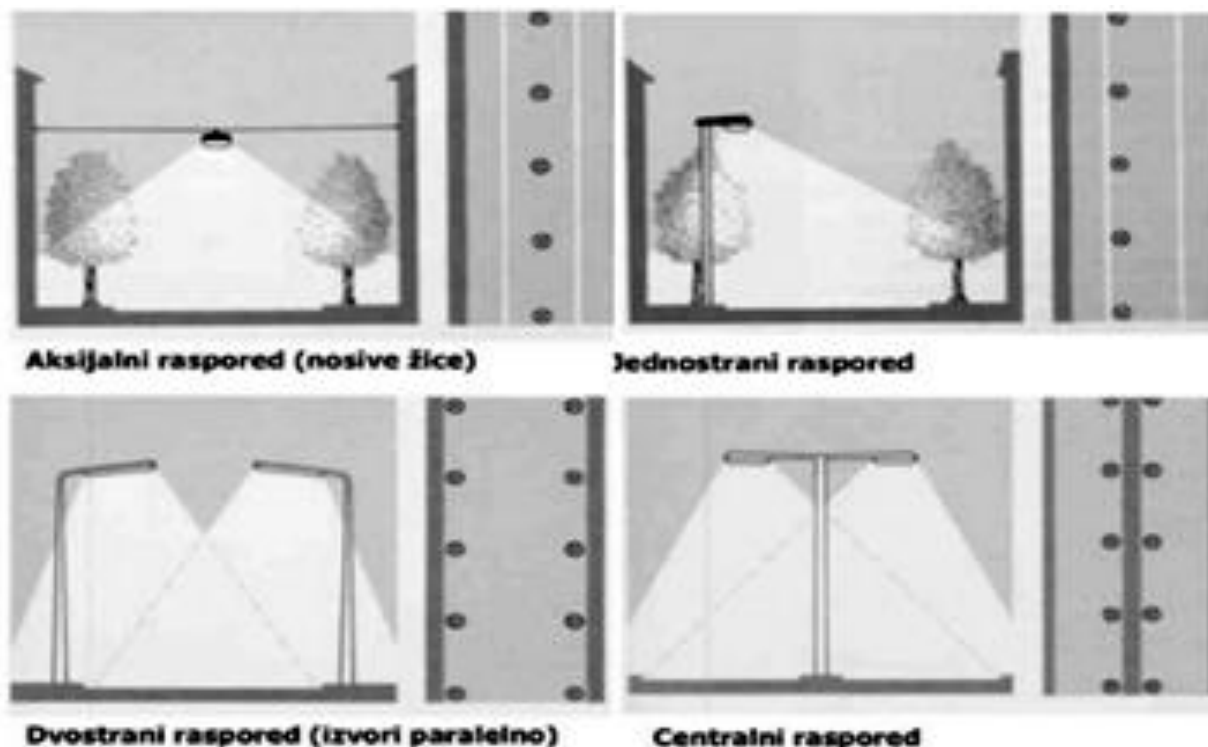 Aksijalni raspored (nosive žice)
Jednostrani raspored
Dvostrani raspored (izvori paralelno)
Centralni raspored